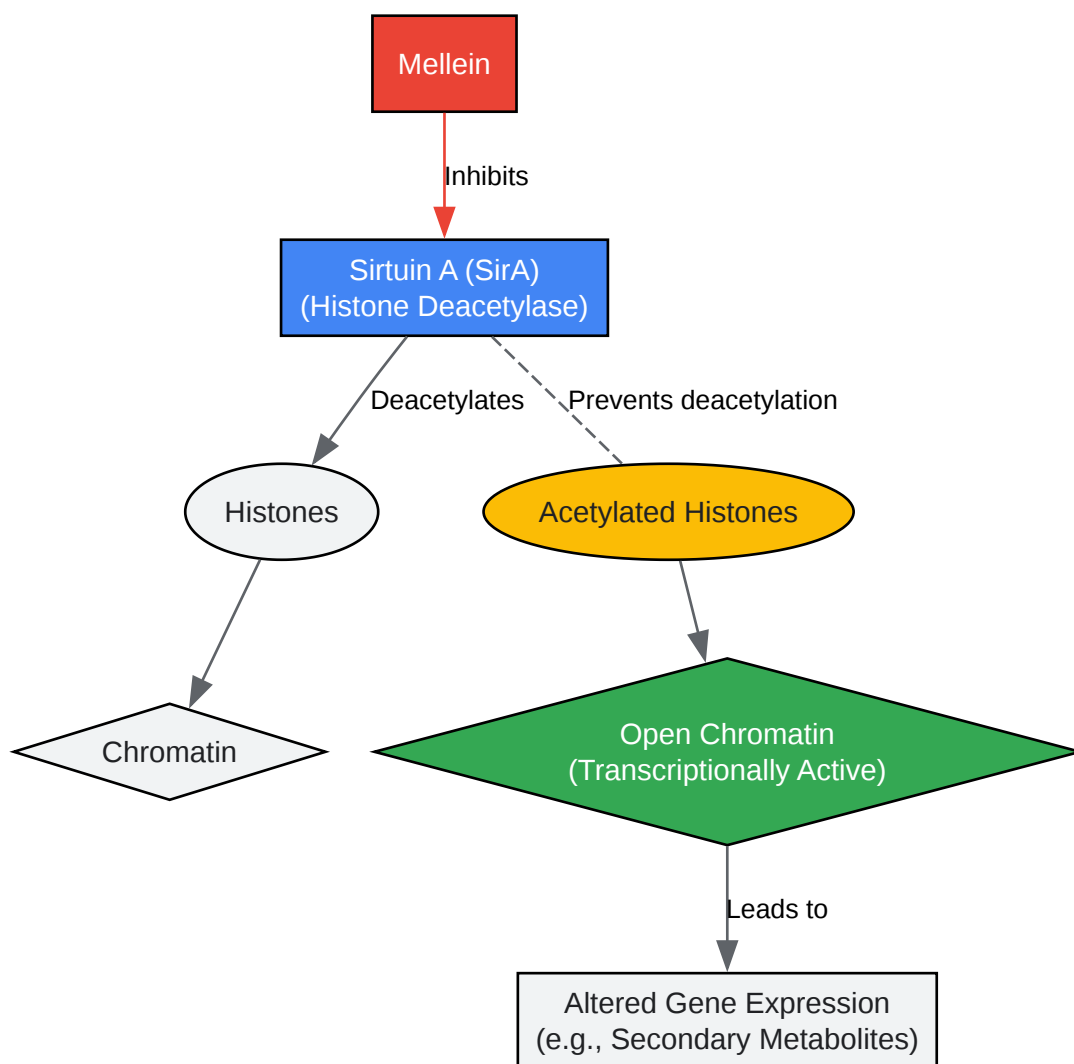 Mellein
Inhibits
Sirtuin A (SirA)
(Histone Deacetylase)
Deacetylates
Prevents deacetylation
Histones
Acetylated Histones
Chromatin
Open Chromatin
(Transcriptionally Active)
Leads to
Altered Gene Expression
(e.g., Secondary Metabolites)